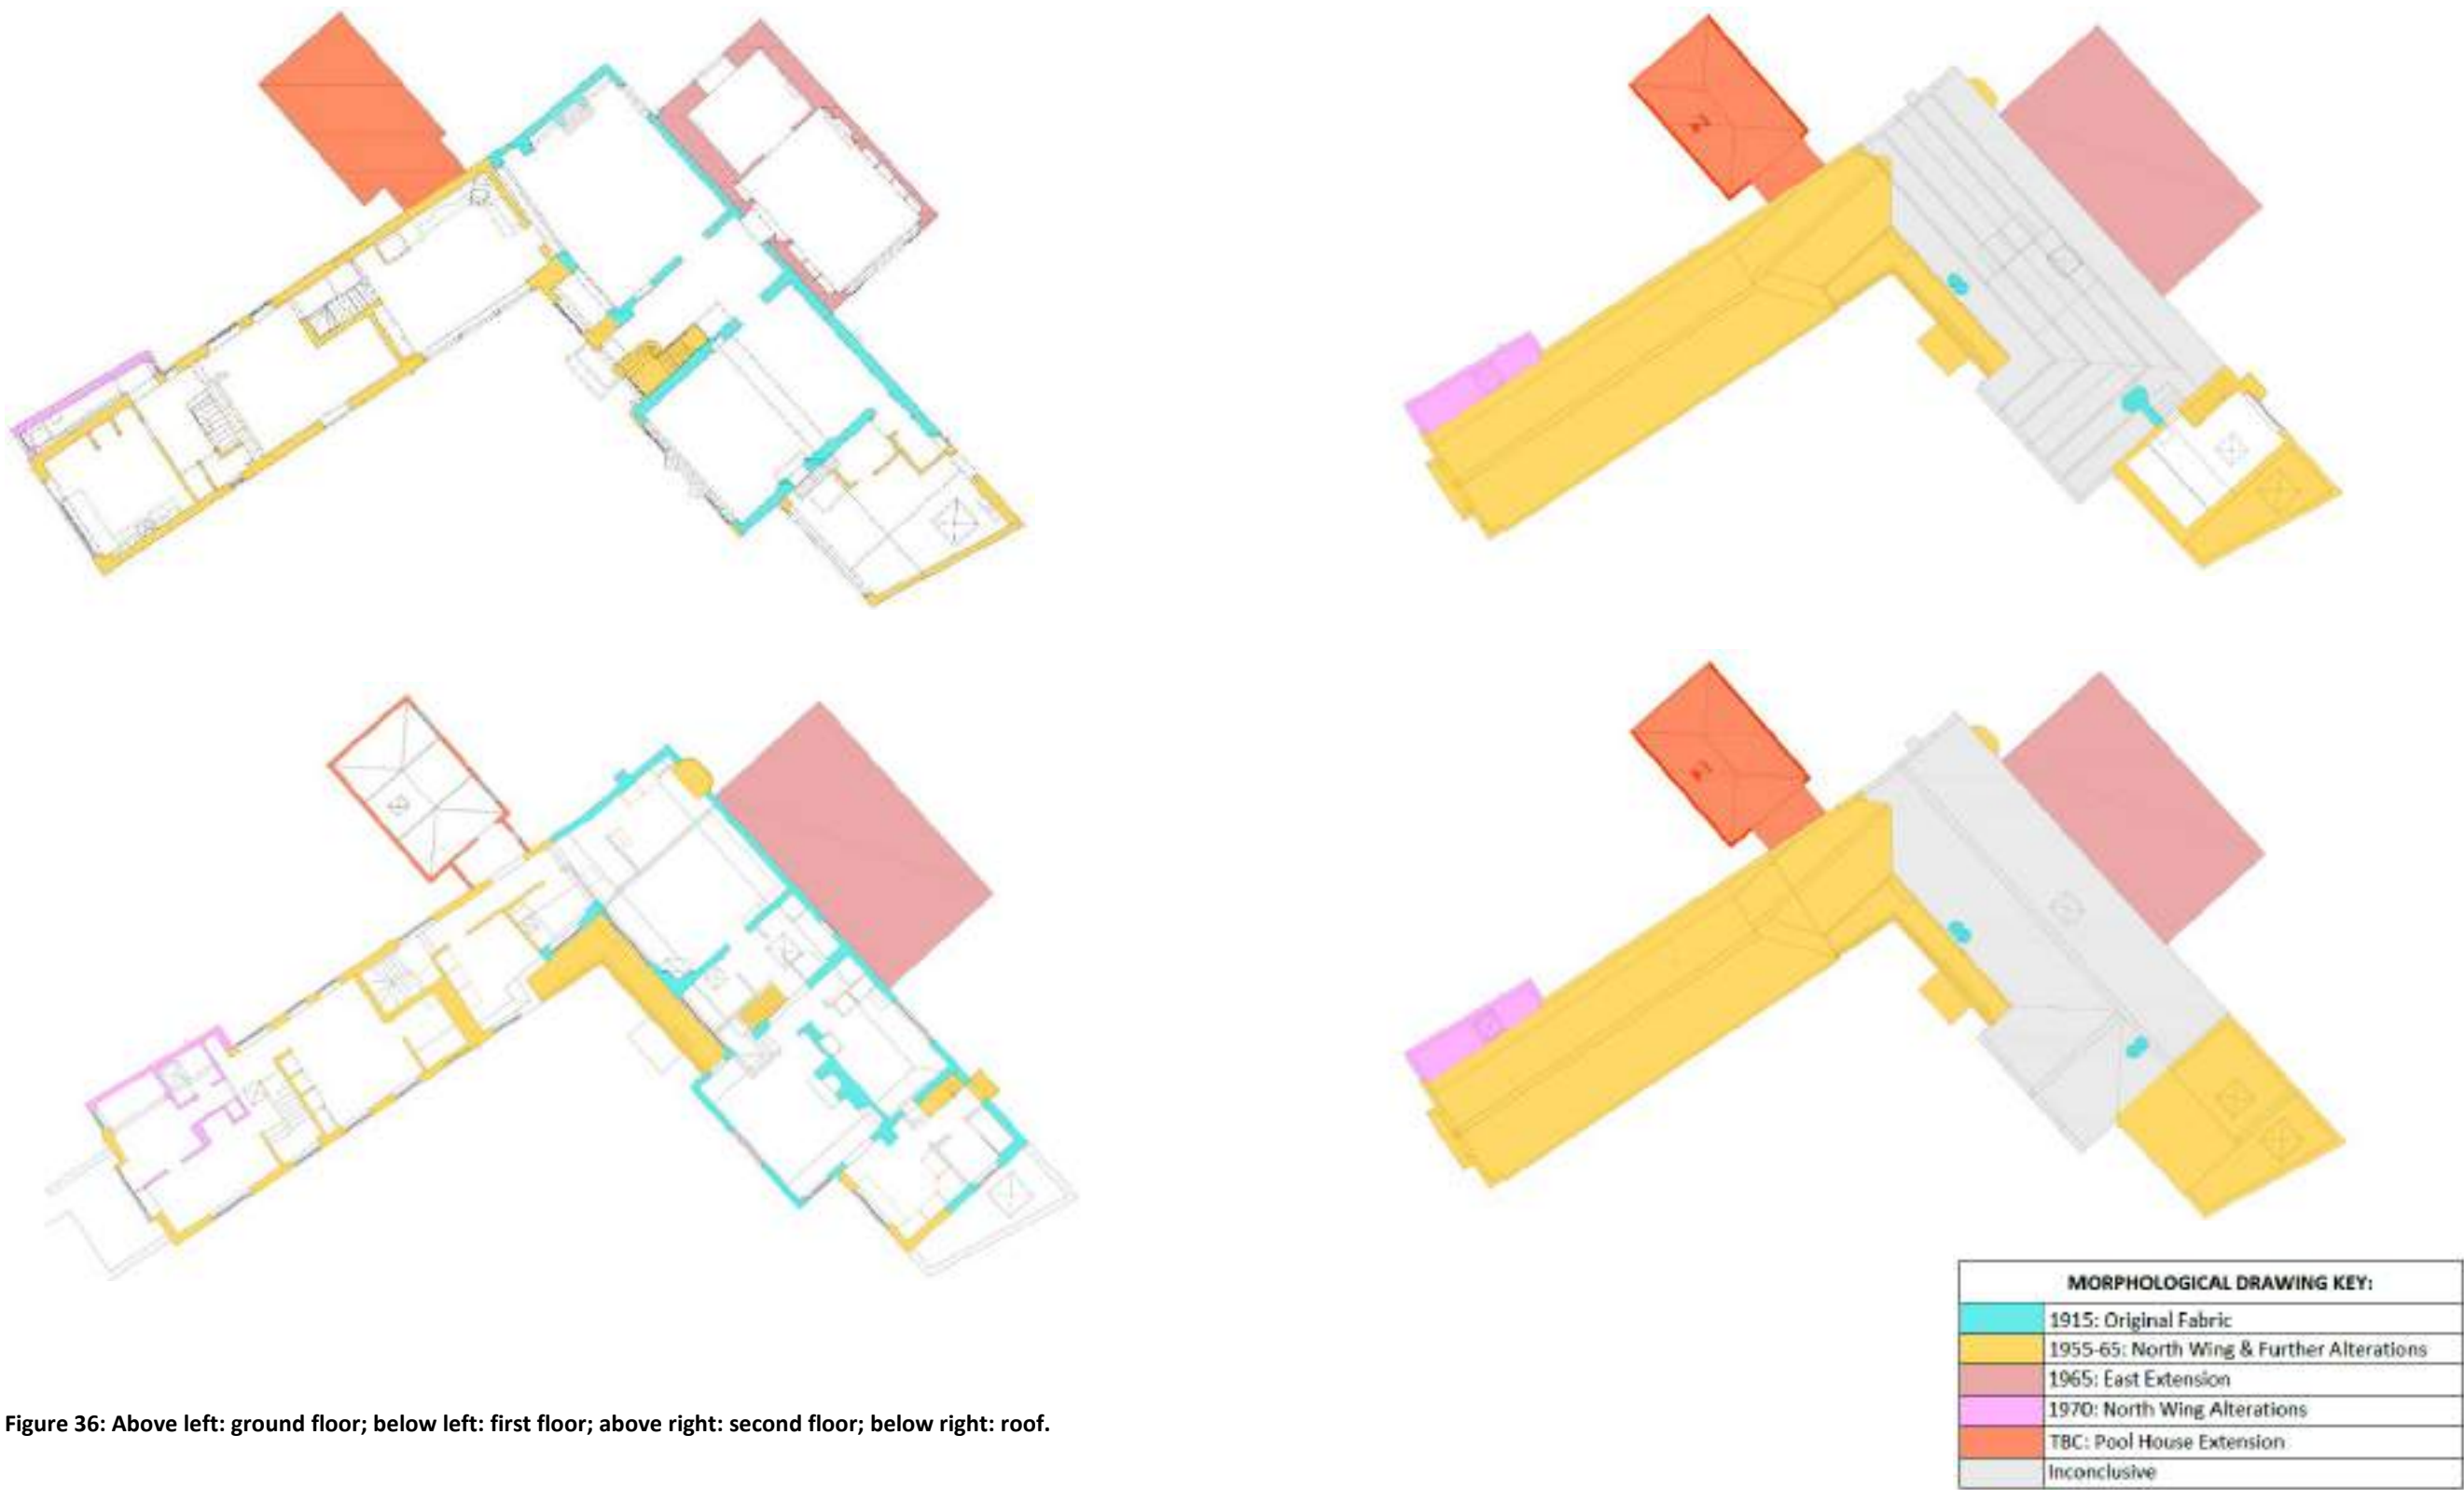 MORPHOLOGICAL DRAWING KEY:
1915: Original Fabric
1955-65: North Wing & Further Alterations
1965: East Extension
1970: North Wing Alterations
TBC: Pool House Extension
Inconclusive
Figure 36: Above left: ground floor; below left: first floor; above right: second floor; below right: roof.